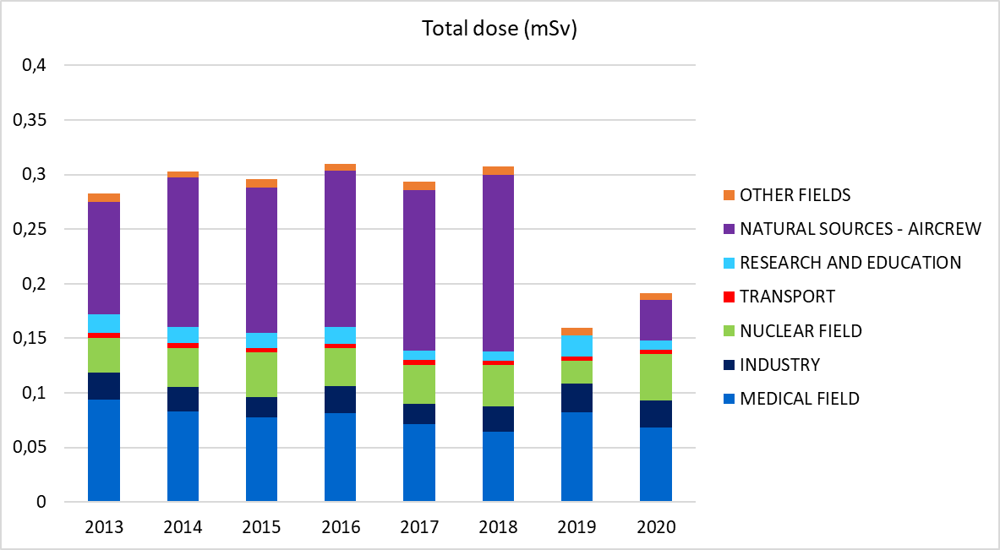 Total dose (mSv)
0,4
0,35
0,3
0,25
0,2
0,15
0,1
0,05
0
2013 2014 2015 2016 2017 2018 2019 2020
OTHER FIELDS
NATURAL SOURCES - AIRCREW
RESEARCH AND EDUCATION
TRANSPORT
NUCLEAR FIELD
INDUSTRY
MEDICAL FIELD